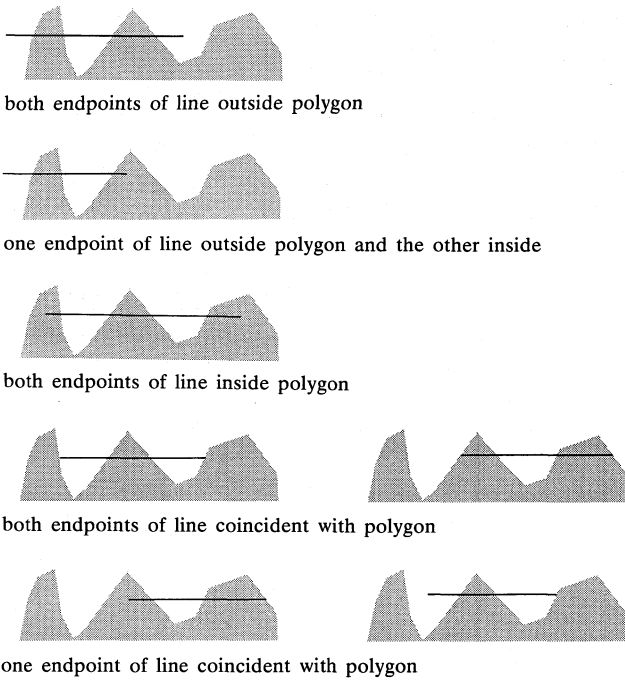 both endpoints of line outside polygon
one endpoint of line outside polygon and the other inside
both endpoints of line inside polygon
both endpoints of line coincident with polygon
one endpoint of line coincident with polygon